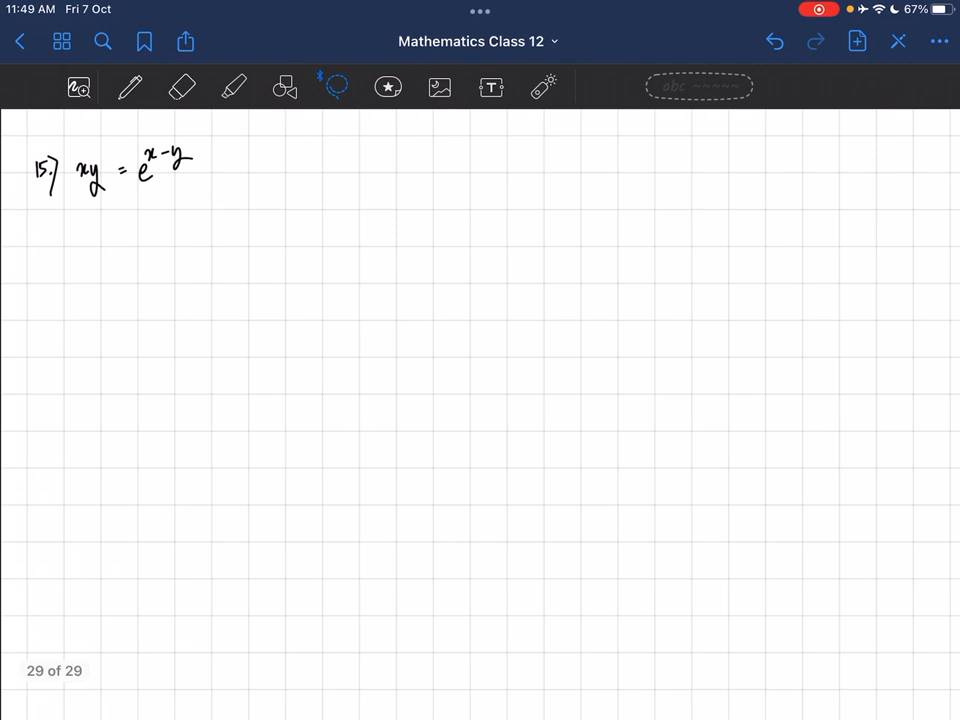 11:49 AM Fri 7 Oct
67%
Mathematics Class 12
T
abc
15.) xy = e^{x-y}
29 of 29